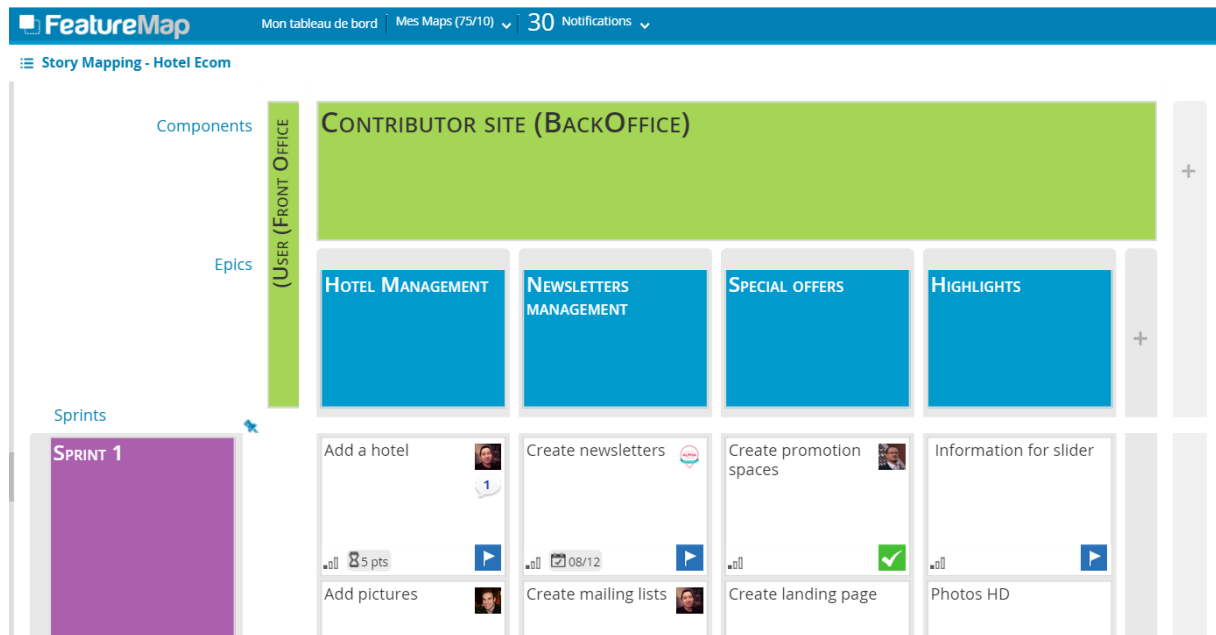 FeatureMap Mon tableau de bord Mes Maps (75/10) 30 Notifications
Story Mapping - Hotel Ecom
Components
(User (Front Office
Contributor site (BackOffice)
Epics
Hotel Management
Newsletters
management
Special offers
Highlights
Sprints
Sprint 1
Add a hotel
1
5 pts
Create newsletters
08/12
Create promotion
spaces
Information for slider
Add pictures
Create mailing lists
Create landing page
Photos HD